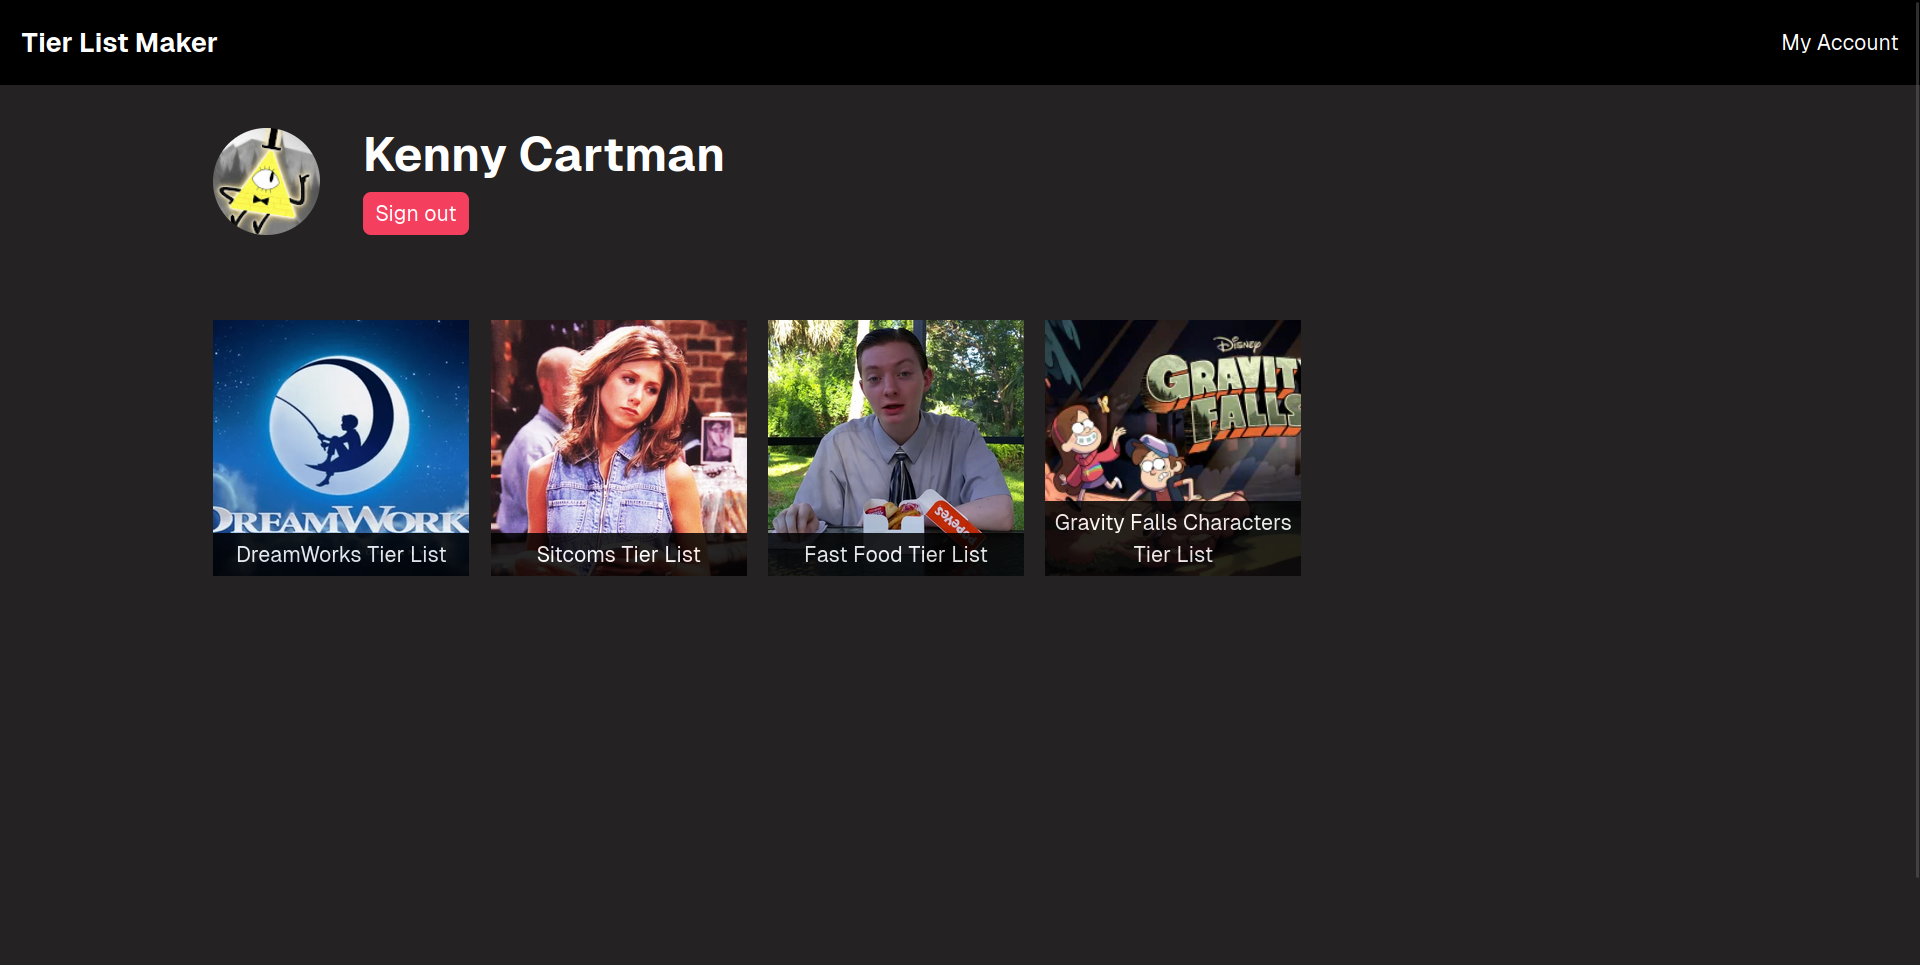 Tier List Maker
My Account
Kenny Cartman
Sign out
DREAMWORK
DreamWorks Tier List
Sitcoms Tier List
POPEYES
Fast Food Tier List
DISNEY
GRAVIT
FALLS
Gravity Falls Characters
Tier List